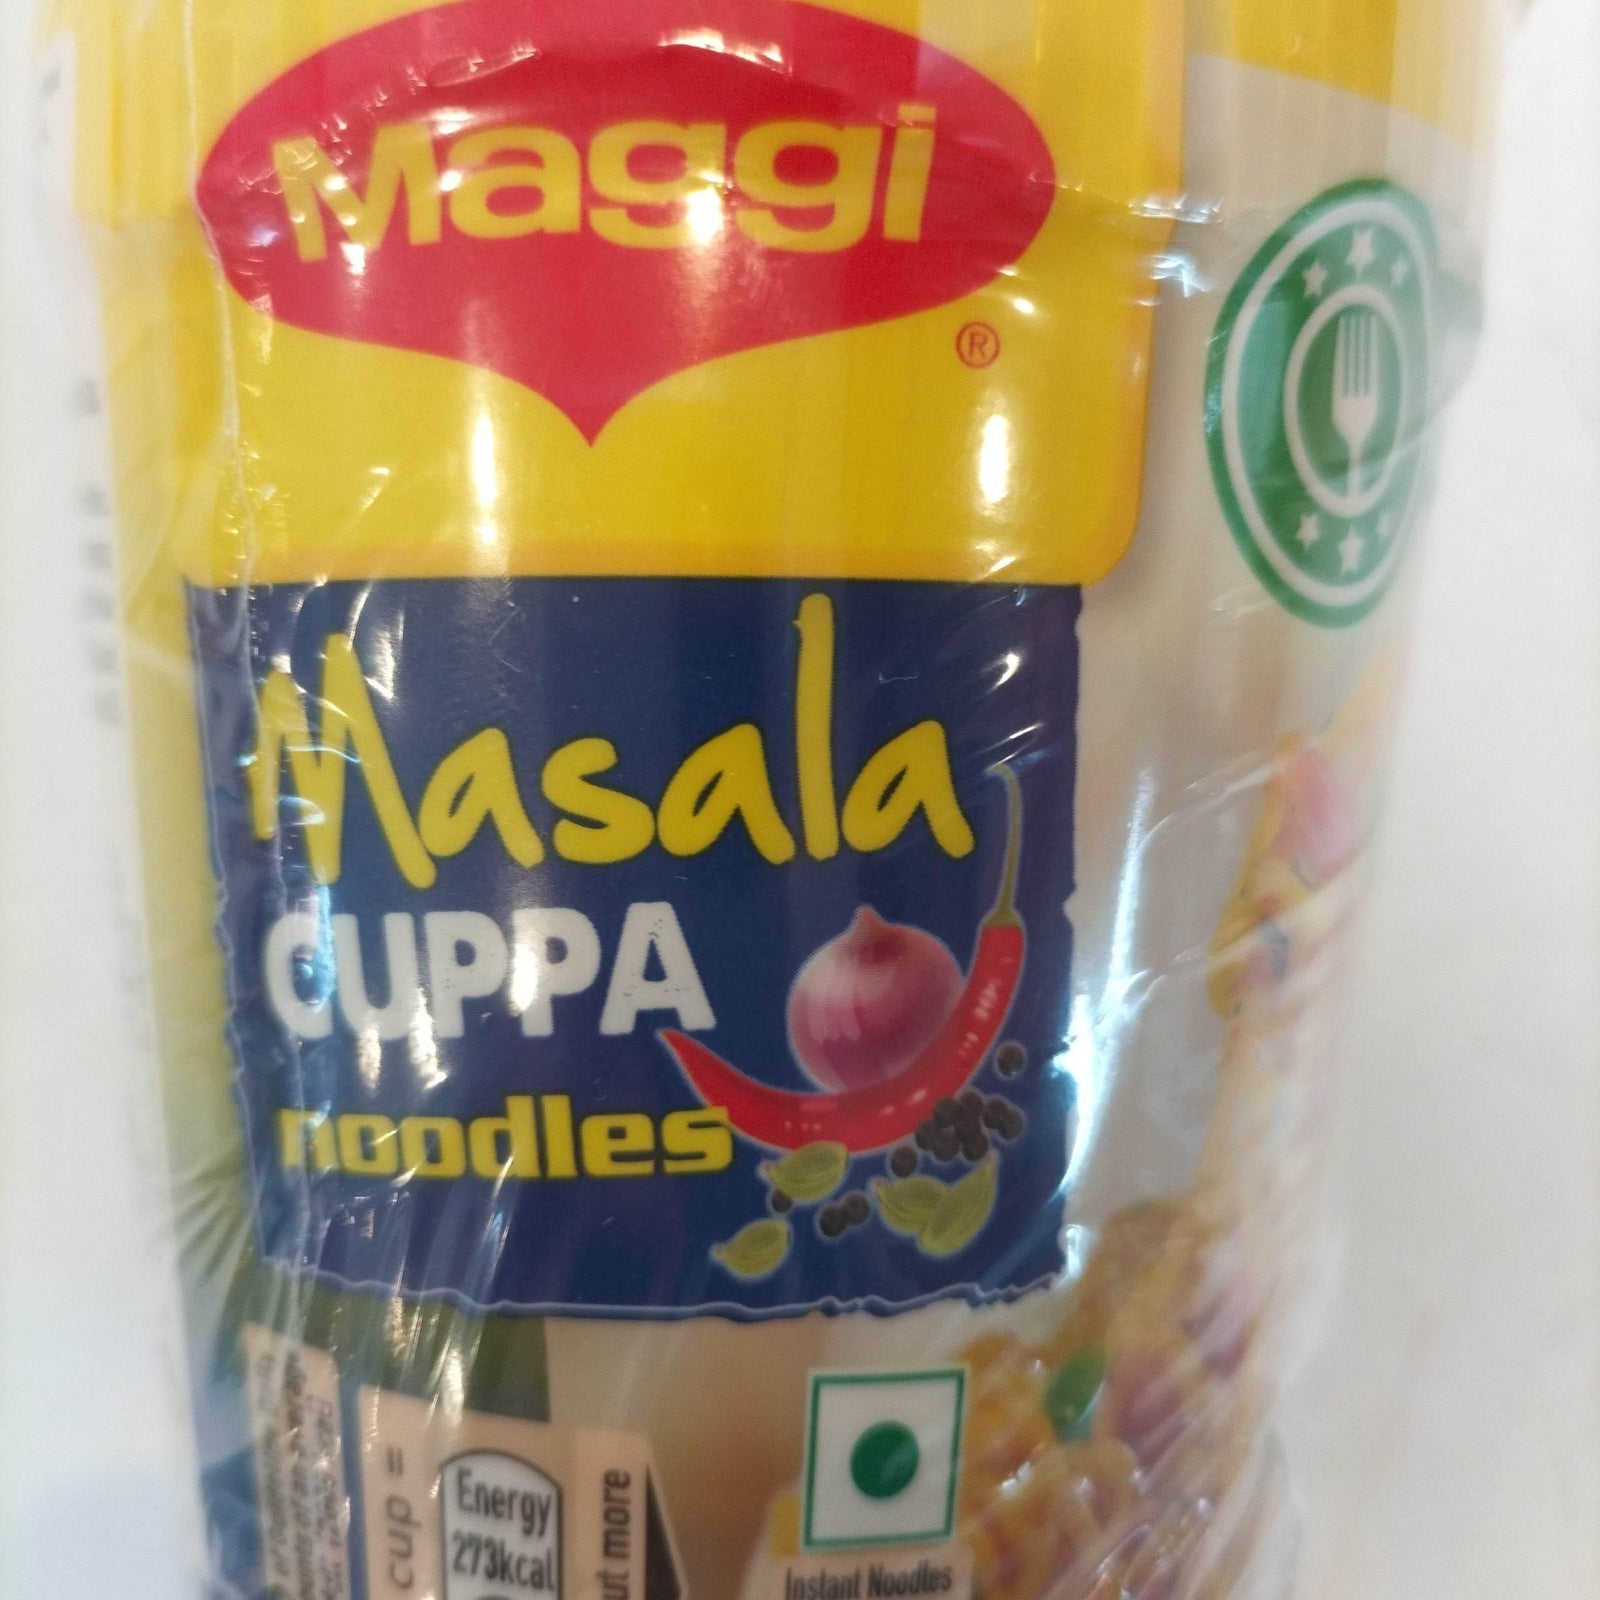 Maggi
®
Masala
CUPPA
noodles
cup =
Energy
273kcal
ut more
Instant Noodles